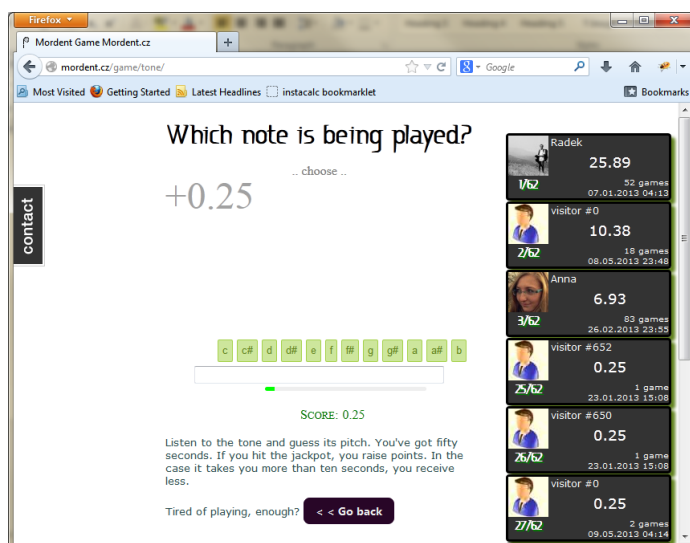 Firefox
Mordent Game Mordent.cz
mordent.cz/game/tone/
Google
Most Visited Getting Started Latest Headlines instacalc bookmarklet Bookmarks
Which note is being played?
.. choose ..
+0.25
contact
c c# d d# e f f# g g# a a# b
SCORE: 0.25
Listen to the tone and guess its pitch. You've got fifty
seconds. If you hit the jackpot, you raise points. In the
case it takes you more than ten seconds, you receive
less.
Tired of playing, enough? < < Go back
Radek
25.89
1/62 52 games
07.01.2013 04:13
visitor #0
10.38
2/62 18 games
08.05.2013 23:48
Anna
6.93
3/62 83 games
26.02.2013 23:55
visitor #652
0.25
25/62 1 game
23.01.2013 15:08
visitor #650
0.25
26/62 1 game
23.01.2013 15:08
visitor #0
0.25
27/62 2 games
09.05.2013 04:14